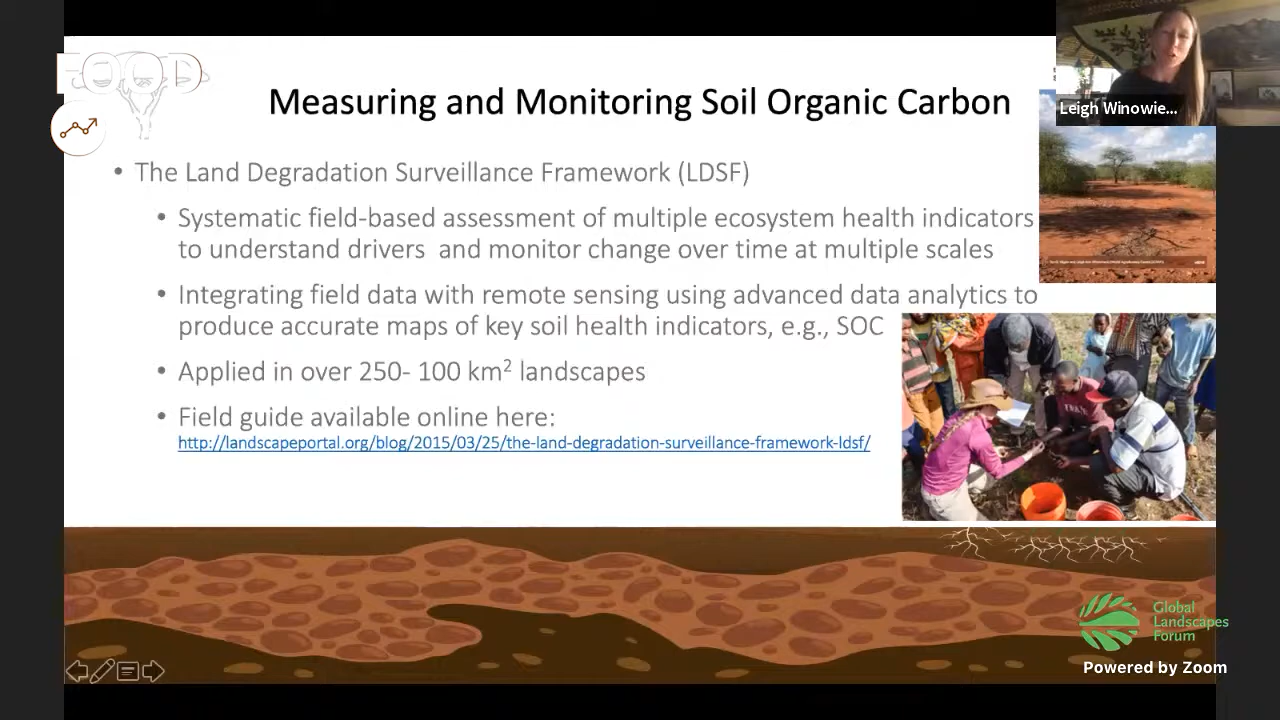 FOOD
Measuring and Monitoring Soil Organic Carbon
Leigh Winowie...
• The Land Degradation Surveillance Framework (LDSF)
• Systematic field-based assessment of multiple ecosystem health indicators
to understand drivers and monitor change over time at multiple scales
• Integrating field data with remote sensing using advanced data analytics to
produce accurate maps of key soil health indicators, e.g., SOC
• Applied in over 250- 100 km² landscapes
• Field guide available online here:
http://landscapeportal.org/blog/2015/03/25/the-land-degradation-surveillance-framework-ldsf/
Global
Landscapes
Forum
Powered by Zoom